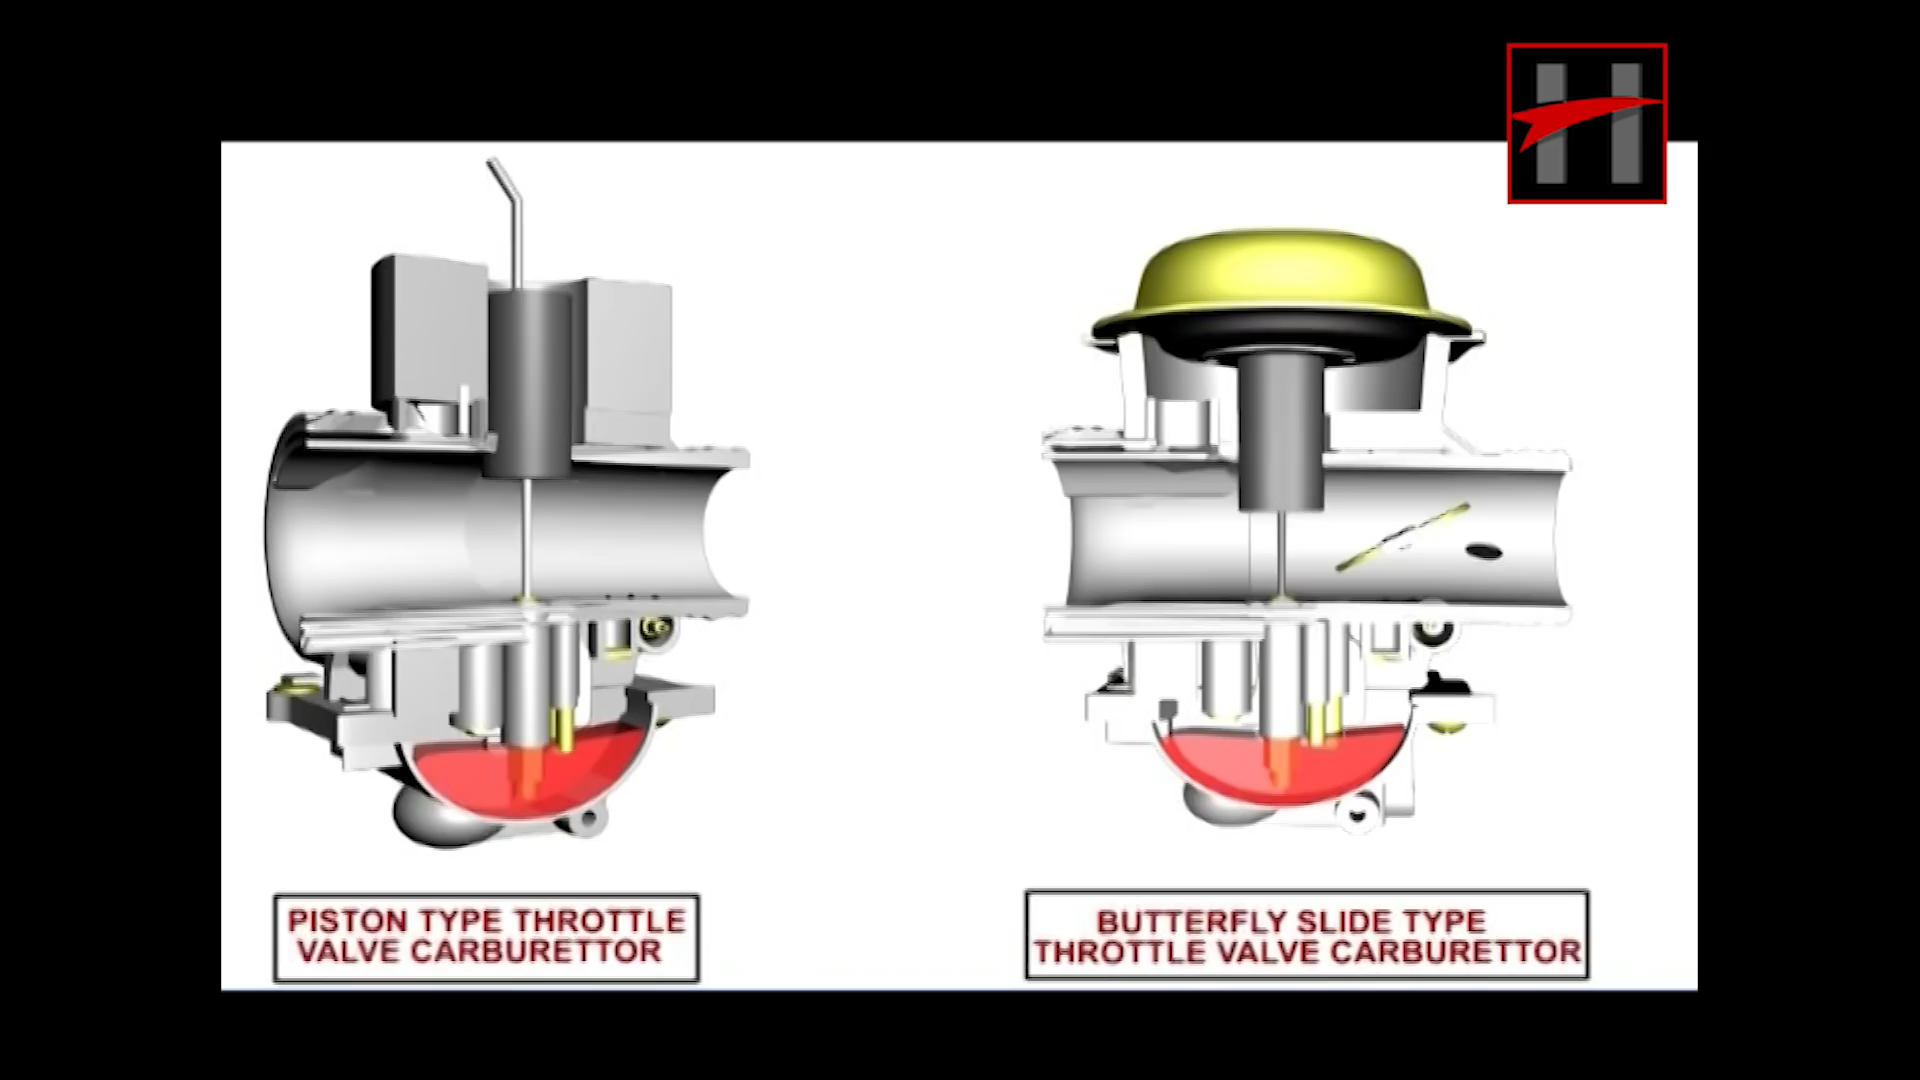 PISTON TYPE THROTTLE
VALVE CARBURETTOR
BUTTERFLY SLIDE TYPE
THROTTLE VALVE CARBURETTOR